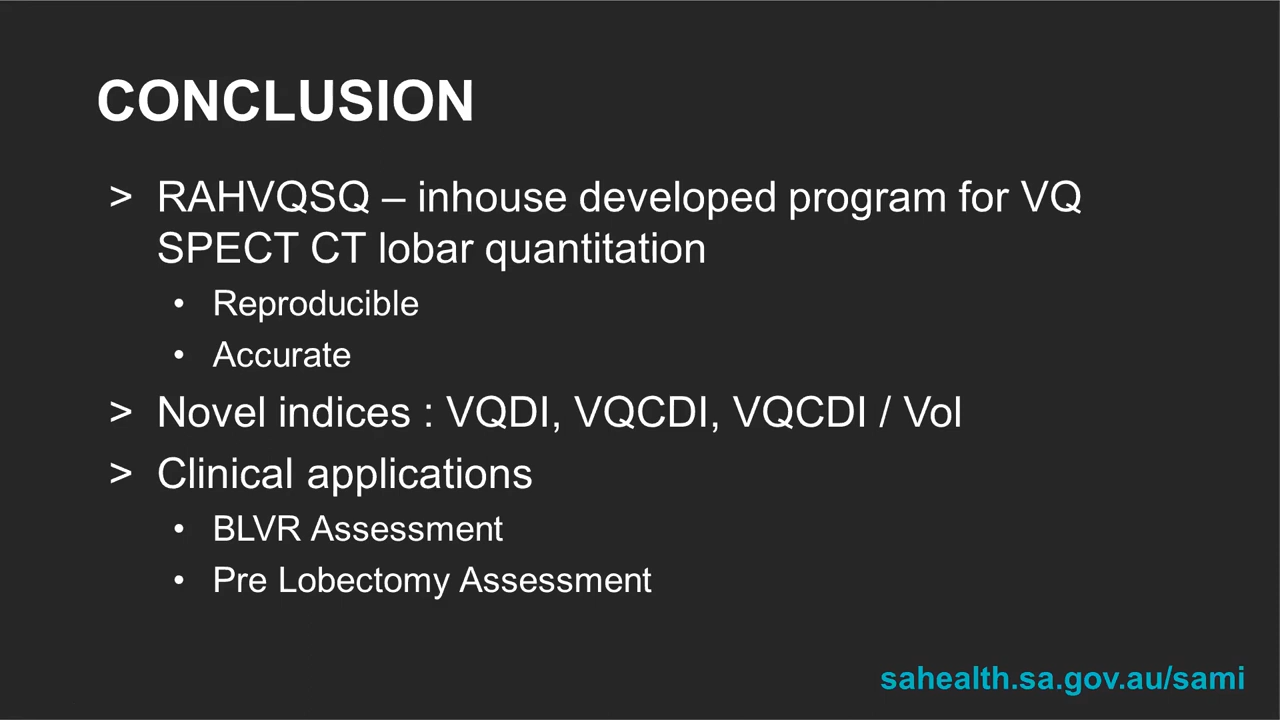 CONCLUSION
> RAHVQSQ – inhouse developed program for VQ
SPECT CT lobar quantitation
• Reproducible
• Accurate
> Novel indices : VQDI, VQCDI, VQCDI / Vol
> Clinical applications
• BLVR Assessment
• Pre Lobectomy Assessment
sahealth.sa.gov.au/sami